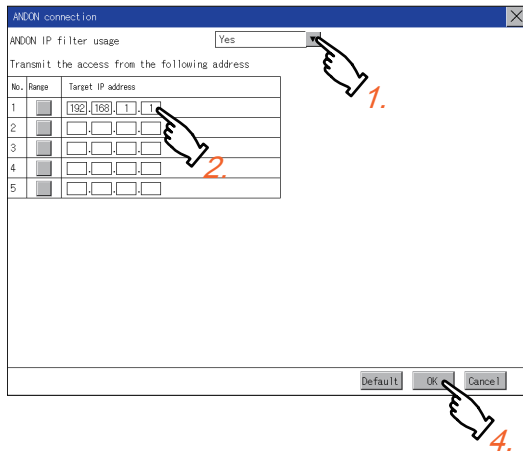 ANDON connection
ANDON IP filter usage Yes
1.
Transmit the access from the following address
No. Range Target IP address
1 192.168. 1 . 1
2 . . .
2.
3 . . .
4 . . .
5 . . .
Default OK Cancel
4.